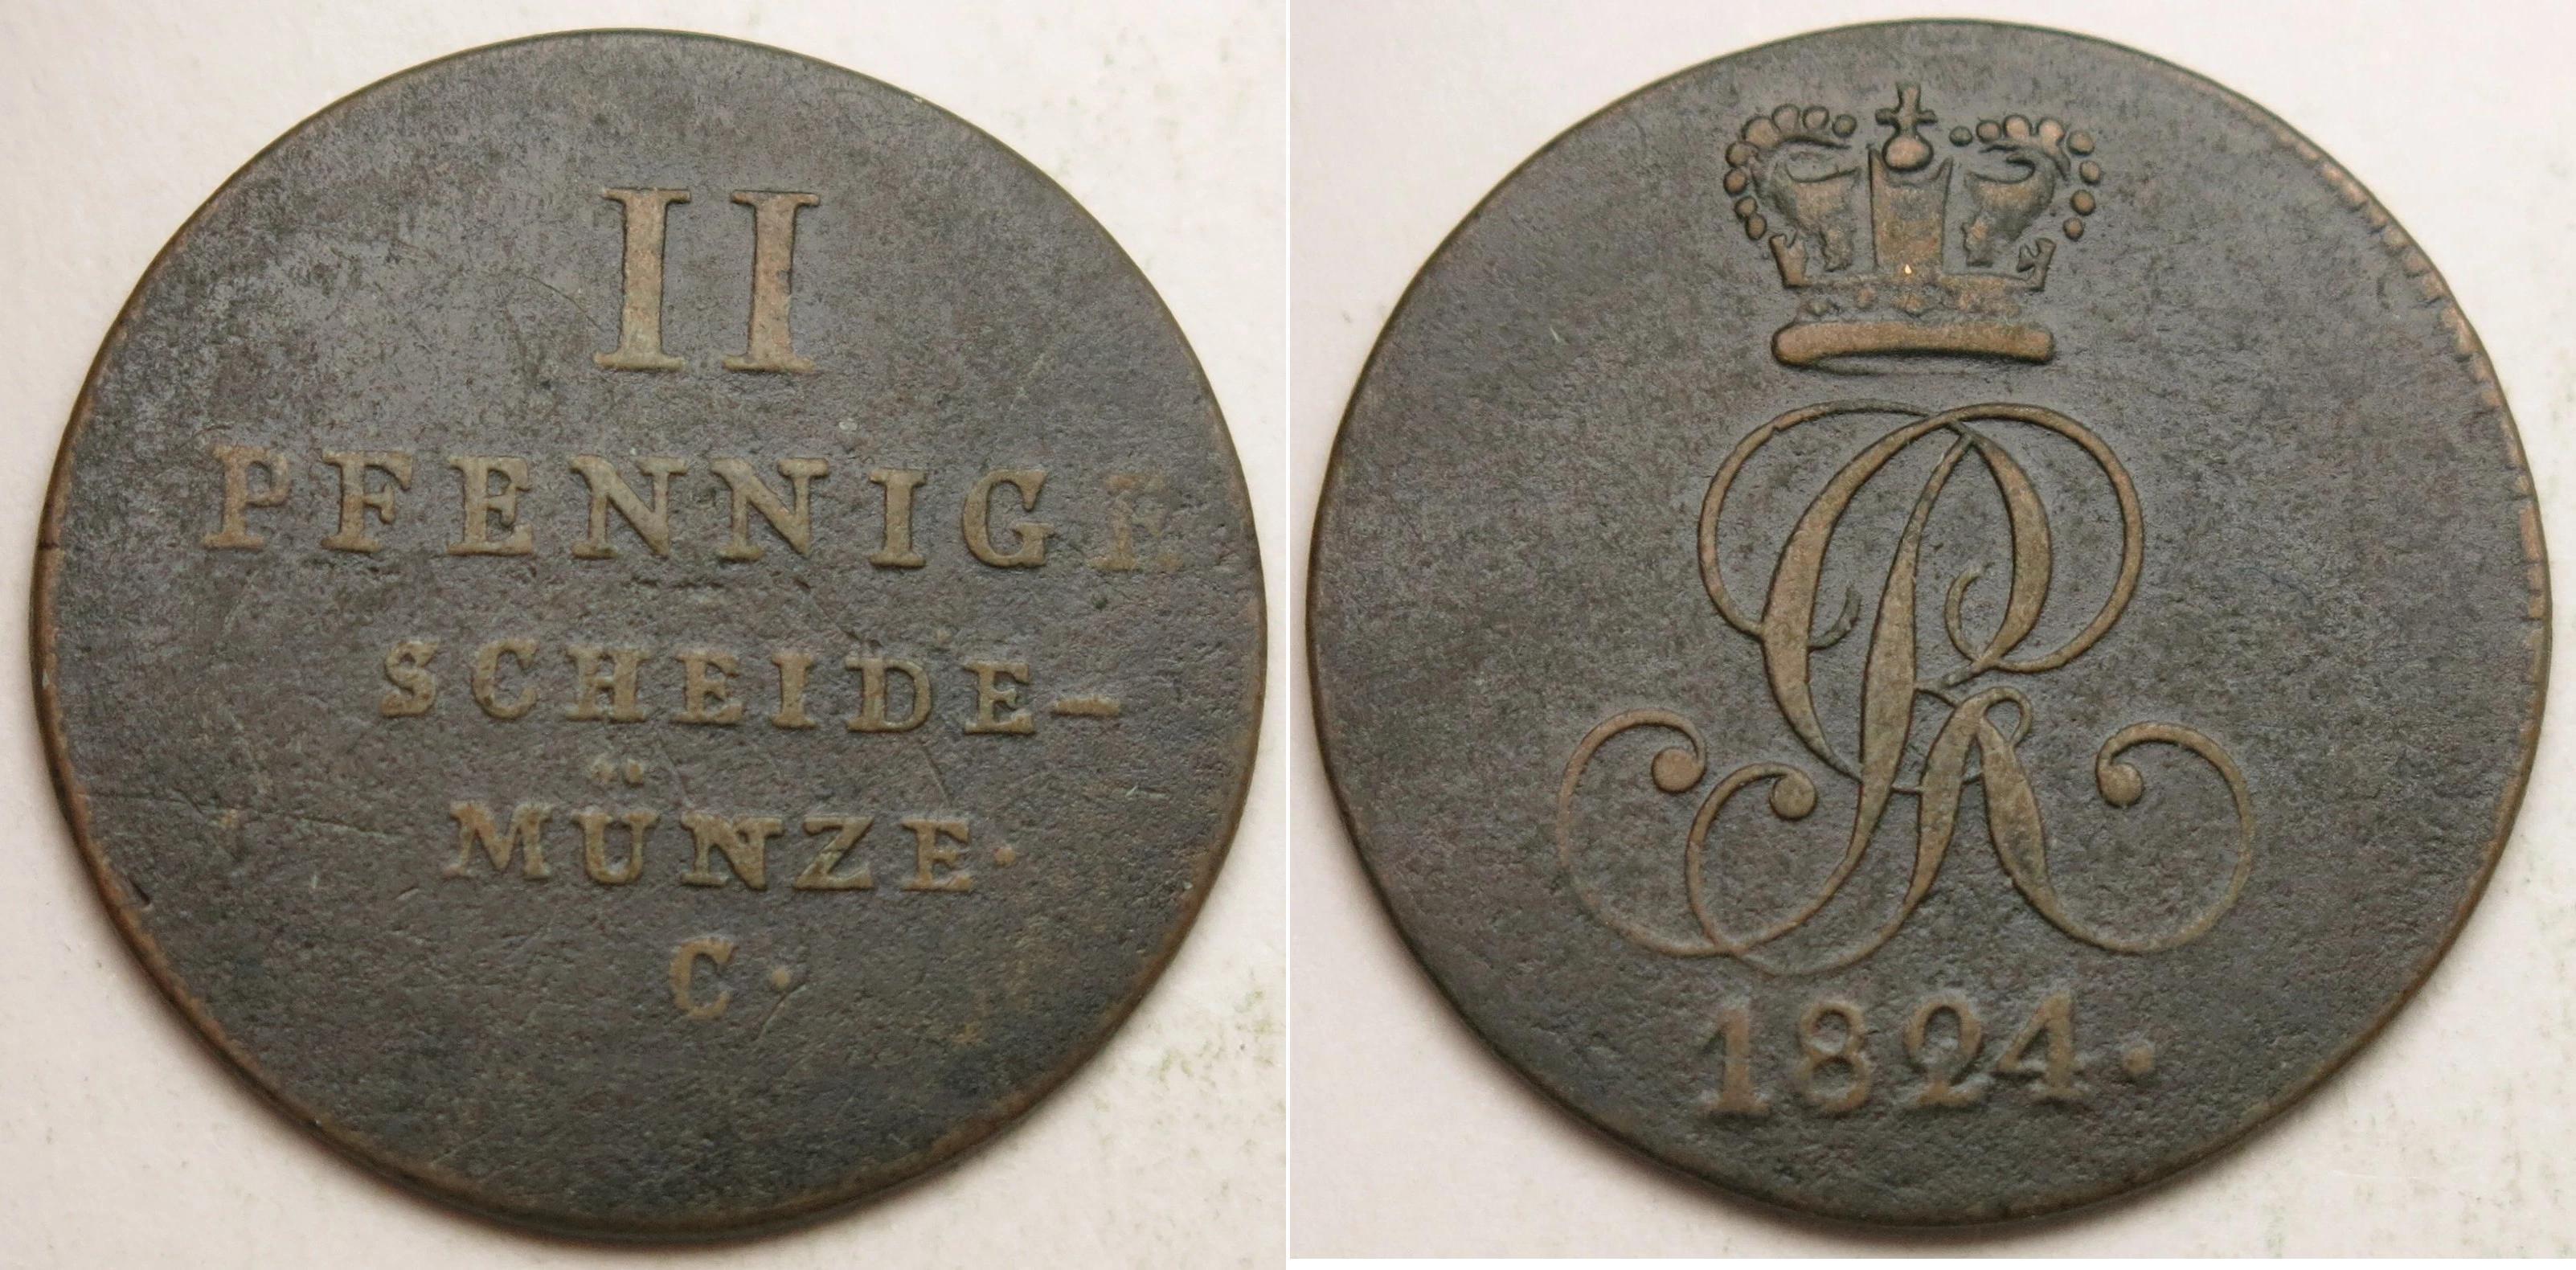 II
PFENNIGE
SCHEIDE-
MÜNZE.
C.
GR
1824.